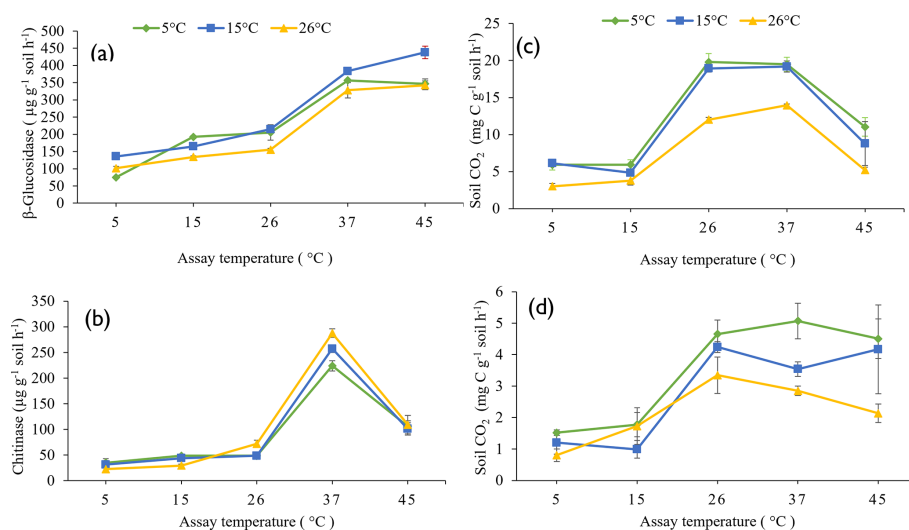 5°C 15°C 26°C
(a)
β-Glucosidase ( µg g⁻¹ soil h⁻¹)
500
450
400
350
300
250
200
150
100
50
0
5 15 26 37 45
Assay temperature ( °C )
5°C 15°C 26°C
(c)
Soil CO₂ (mg C g⁻¹ soil h⁻¹)
25
20
15
10
5
0
5 15 26 37 45
Assay temperature ( °C )
(b)
Chititinase (µg g⁻¹ soil h⁻¹)
350
300
250
200
150
100
50
0
5 15 26 37 45
Assay temperature ( °C )
(d)
Soil CO₂ (mg C g⁻¹ soil h⁻¹)
6
5
4
3
2
1
0
5 15 26 37 45
Assay temperature ( °C )